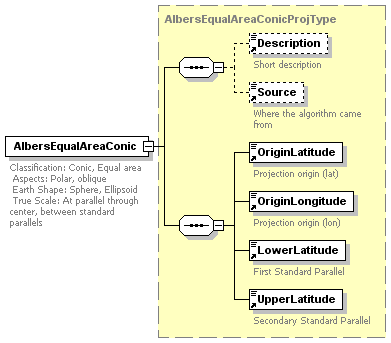 AlbersEqualAreaConicProjType
Description
Short description
Source
Where the algorithm came
from
AlbersEqualAreaConic
Classification: Conic, Equal area
Aspects: Polar, oblique
Earth Shape: Sphere, Ellipsoid
True Scale: At parallel through
center, between standard
parallels
OriginLatitude
Projection origin (lat)
OriginLongitude
Projection origin (lon)
LowerLatitude
First Standard Parallel
UpperLatitude
Secondary Standard Parallel